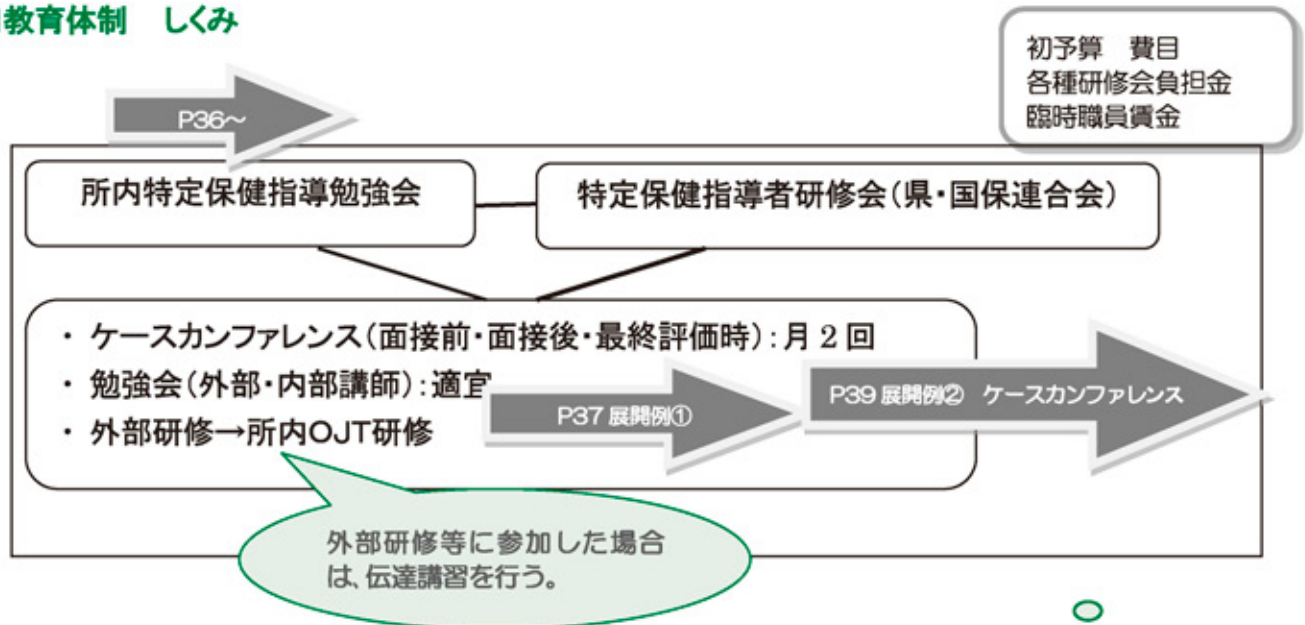 教育体制　しくみ
初予算　費目
各種研修会負担金
臨時職員賃金
P36～
所内特定保健指導勉強会
特定保健指導者研修会(県・国保連合会)
・ ケースカンファレンス(面接前・面接後・最終評価時):月２回
・ 勉強会(外部・内部講師):適宜
・ 外部研修→所内OJT研修
P37 展開例①
P39 展開例②　ケースカンファレンス
外部研修等に参加した場合
は、伝達講習を行う。